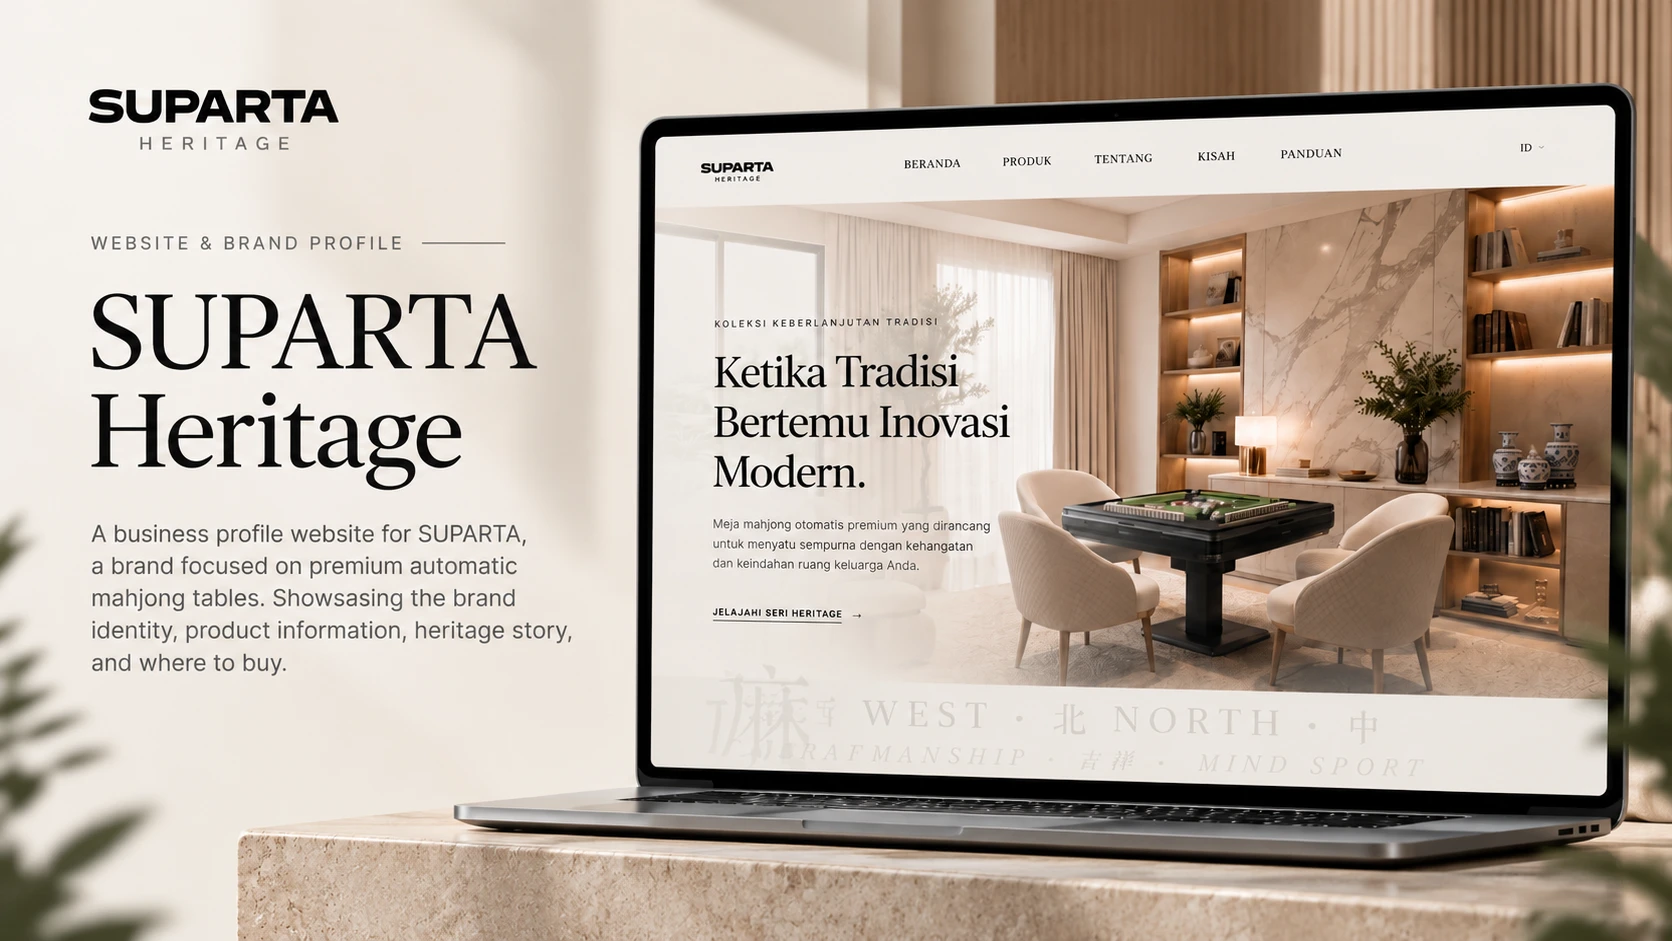 SUPARTA
HERITAGE
WEBSITE & BRAND PROFILE
SUPARTA
Heritage
A business profile website for SUPARTA,
a brand focused on premium automatic
mahjong tables. Showsasing the brand
identity, product information, heritage story,
and where to buy.
SUPARTA
HERITAGE
BERANDA PRODUK TENTANG KISAH PANDUAN ID
KOLEKSI KEBERLANJUTAN TRADISI
Ketika Tradisi
Bertemu Inovasi
Modern.
Meja mahjong otomatis premium yang dirancang
untuk menyatu sempurna dengan kehangatan
dan keindahan ruang keluarga Anda.
JELAJAHI SERI HERITAGE →
WEST · 北 NORTH · 中
RAFMANSHIP · 吉祥 · MIND SPORT